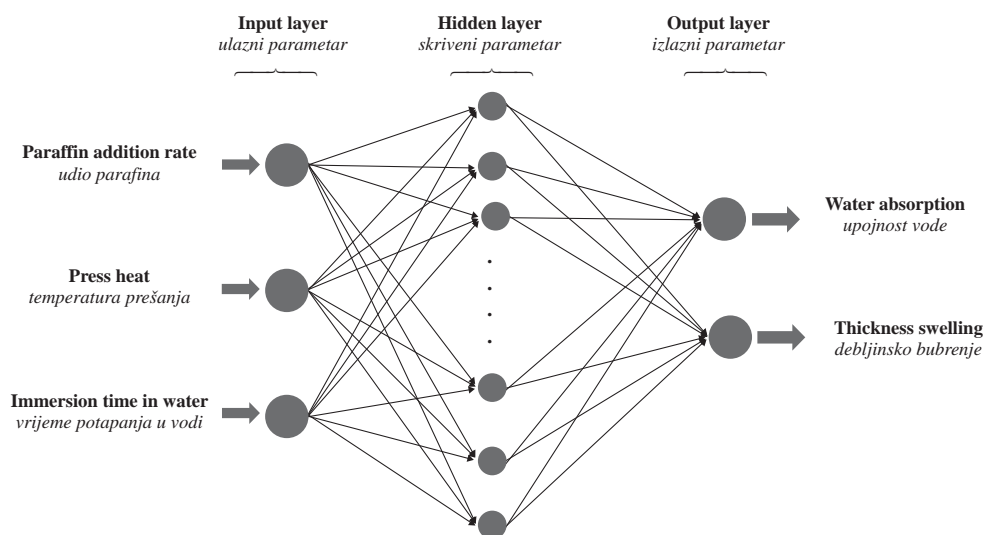 Input layer
ulazni parametar
Hidden layer
skriveni parametar
Output layer
izlazni parametar
Paraffin addition rate
udio parafina
Press heat
temperatura prešanja
Immersion time in water
vrijeme potapanja u vodi
Water absorption
upojnost vode
Thickness swelling
debljinsko bubrenje